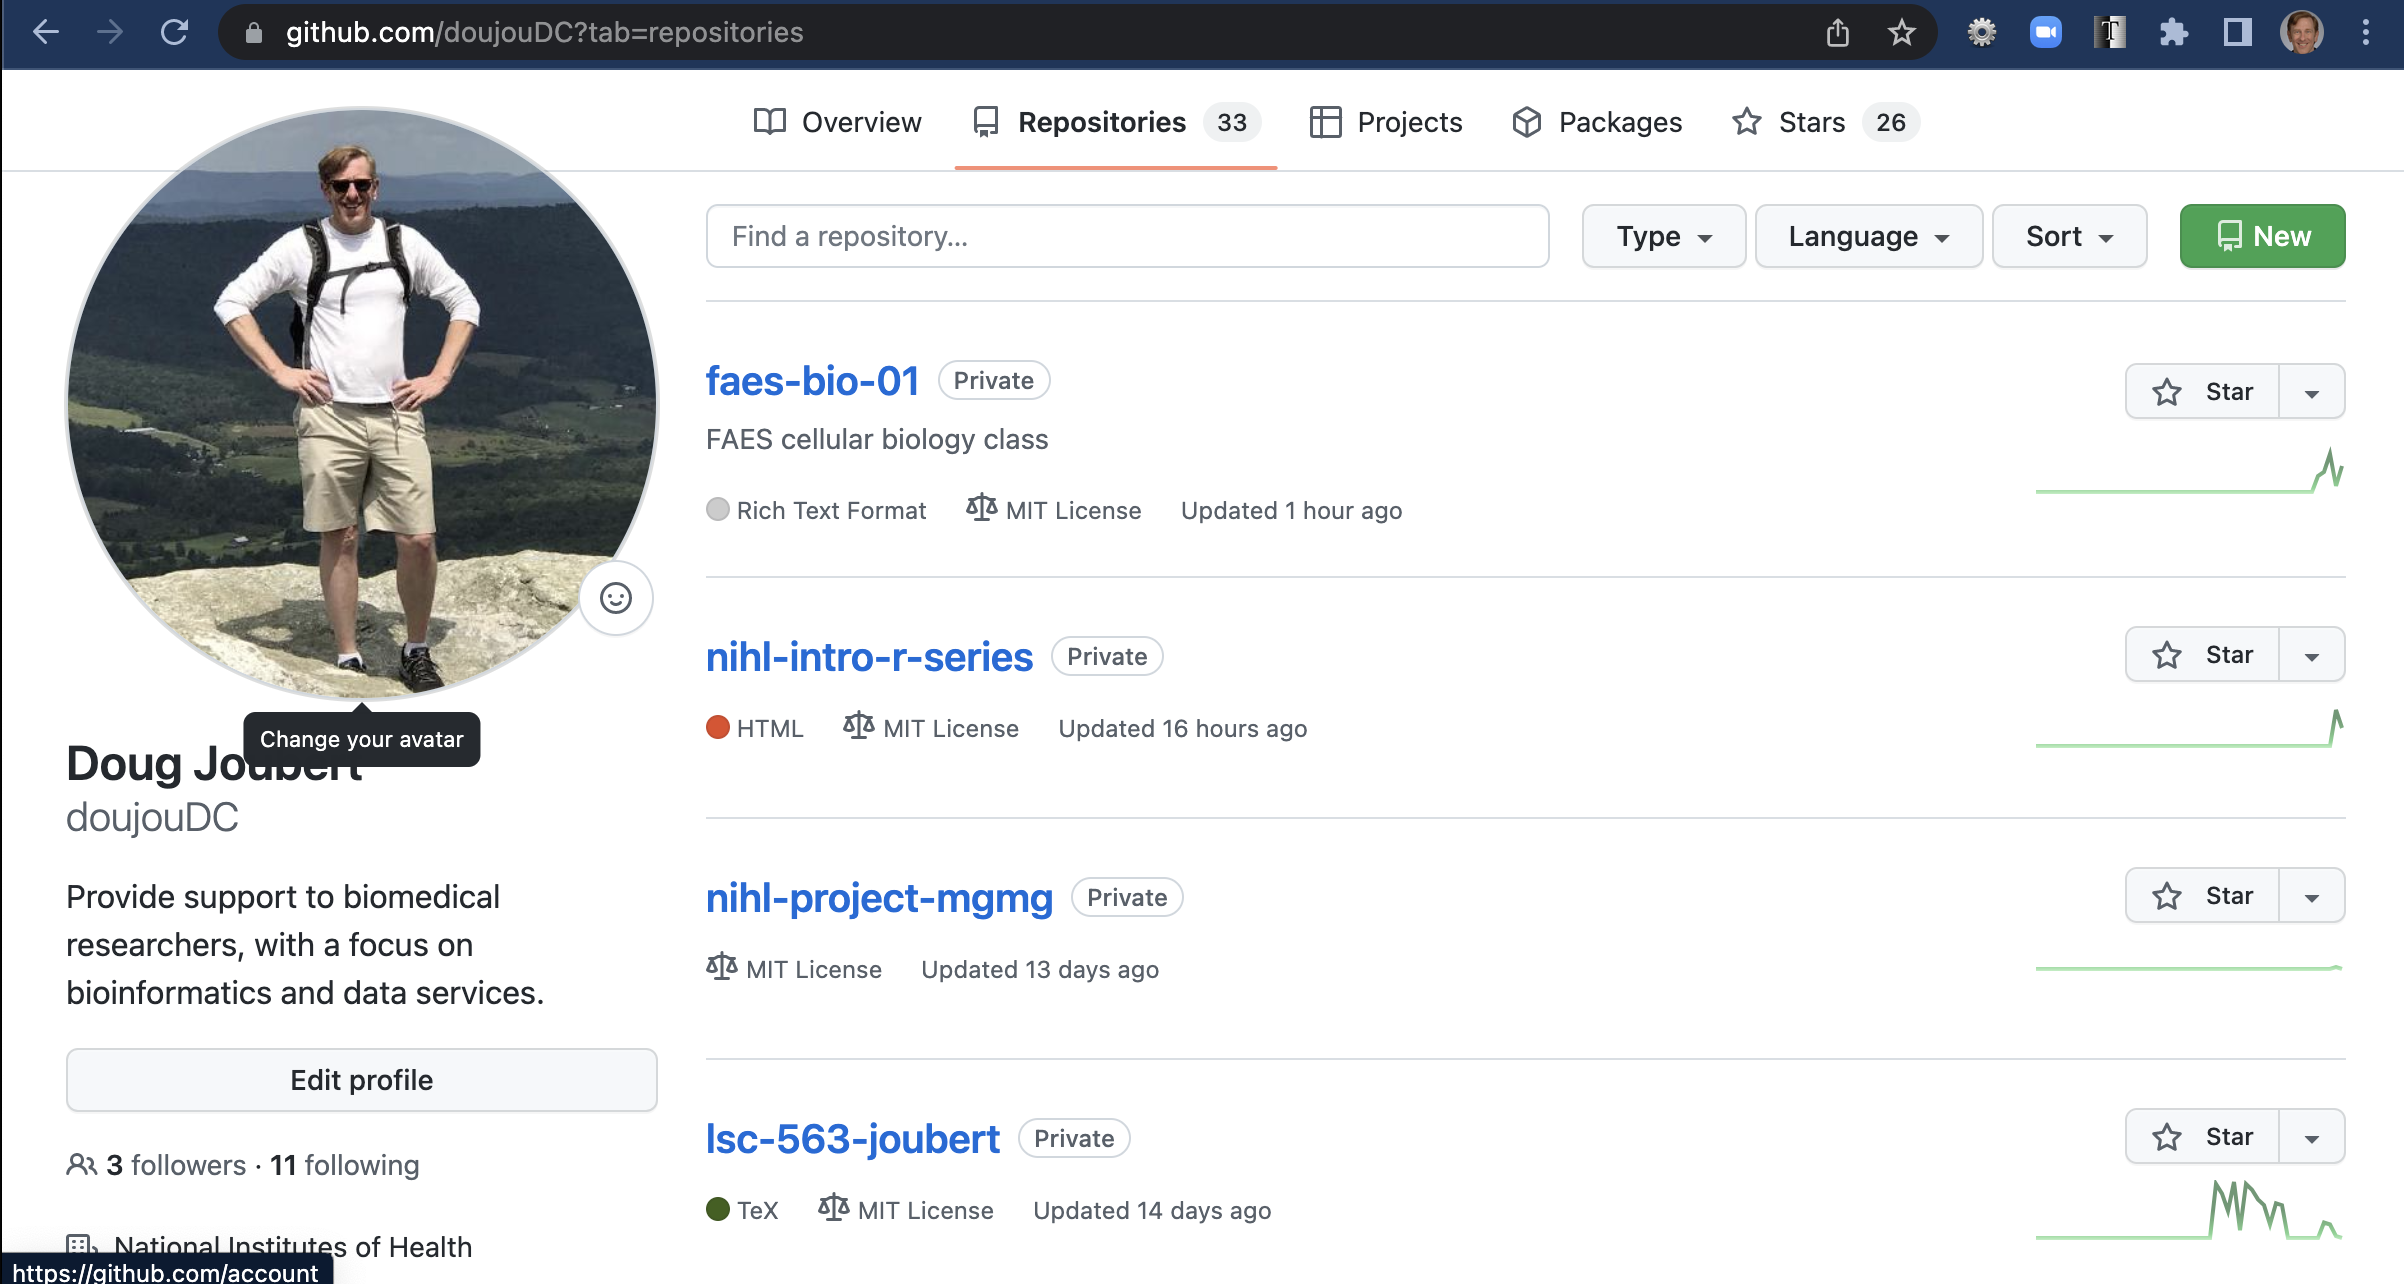 github.com/doujouDC?tab=repositories
T
Overview
Repositories 33
Projects
Packages
Stars 26
Find a repository...
Type
Language
Sort
New
faes-bio-01 Private
Star
FAES cellular biology class
Rich Text Format MIT License Updated 1 hour ago
nihl-intro-r-series Private
Star
HTML MIT License Updated 16 hours ago
nihl-project-mgmg Private
Star
MIT License Updated 13 days ago
lsc-563-joubert Private
Star
TeX MIT License Updated 14 days ago
Change your avatar
Doug Joubert
doujouDC
Provide support to biomedical
researchers, with a focus on
bioinformatics and data services.
Edit profile
3 followers · 11 following
National Institutes of Health
https://github.com/account